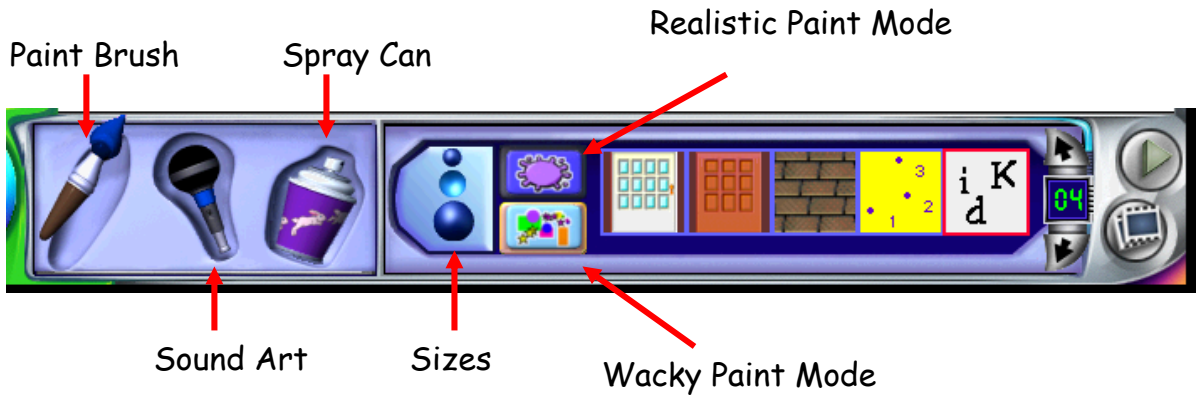 Realistic Paint Mode
Paint Brush
Spray Can
3
2
1
i K
d
04
Sound Art
Sizes
Wacky Paint Mode